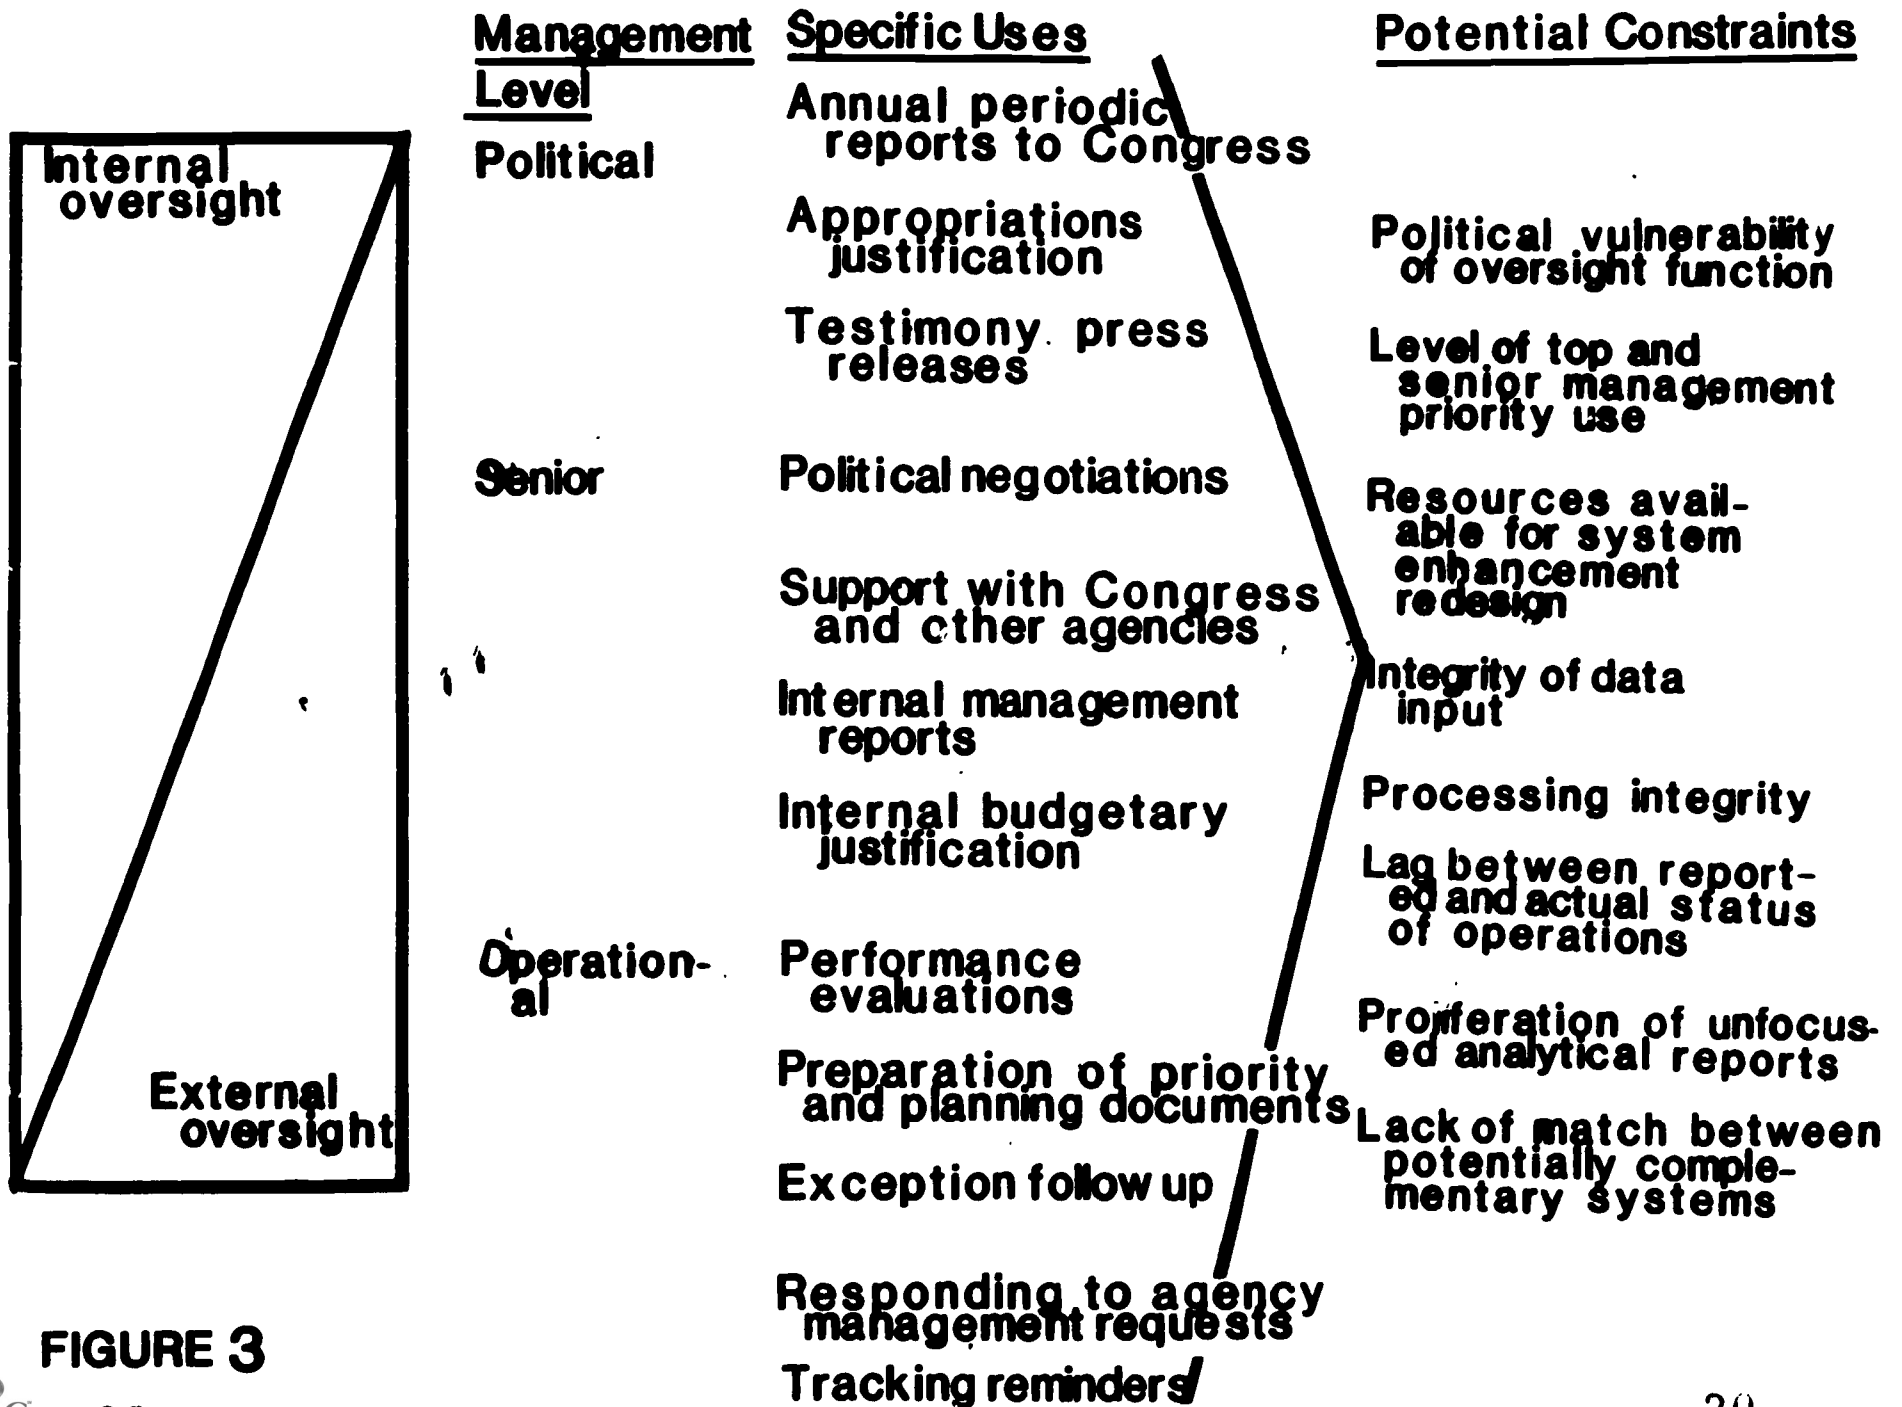 Management
Level
Specific Uses
Potential Constraints
Internal
oversight
External
oversight
Political
Senior
Operation-
al
Annual periodic
reports to Congress
Appropriations
justification
Testimony. press
releases
Political negotiations
Support with Congress
and other agencies
Internal management
reports
Internal budgetary
justification
Performance
evaluations
Preparation of priority
and planning documents
Exception follow up
Responding to agency
management requests
Tracking reminders
Political vulnerability
of oversight function
Level of top and
senior management
priority use
Resources avail-
able for system
enhancement
redesign
Integrity of data
input
Processing integrity
Lag between report-
ed and actual status
of operations
Proliferation of unfocus-
ed analytical reports
Lack of match between
potentially comple-
mentary systems
FIGURE 3